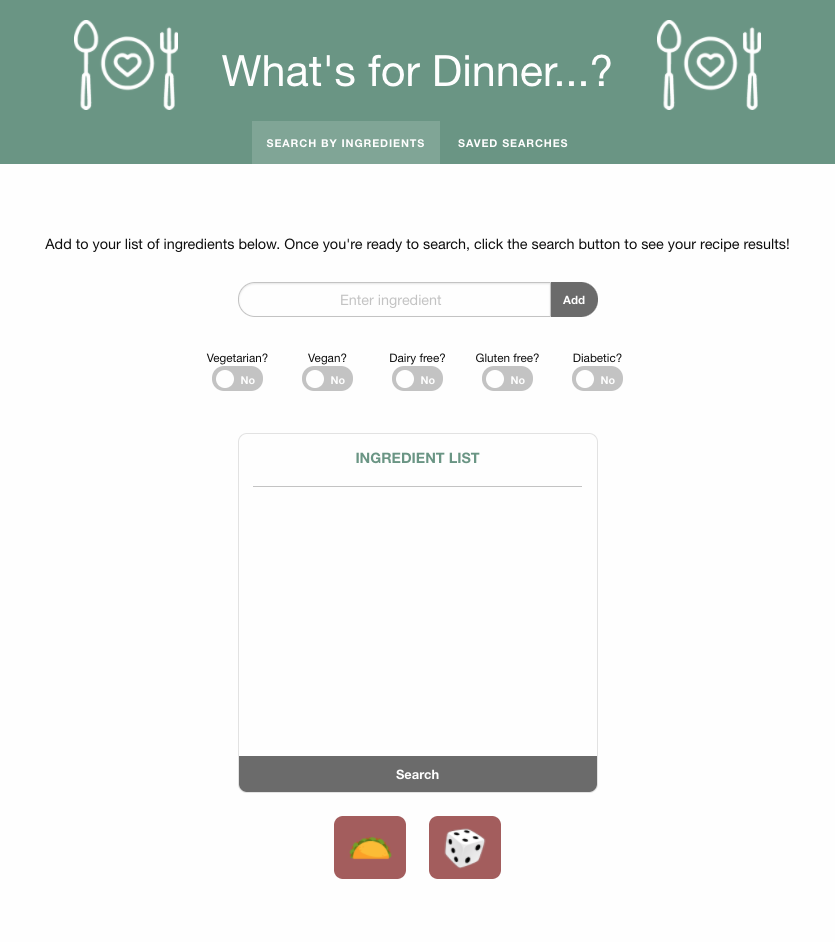 What's for Dinner...?
SEARCH BY INGREDIENTS SAVED SEARCHES
Add to your list of ingredients below. Once you're ready to search, click the search button to see your recipe results!
Enter ingredient Add
Vegetarian? Vegan? Dairy free? Gluten free? Diabetic?
No No No No No
INGREDIENT LIST
Search